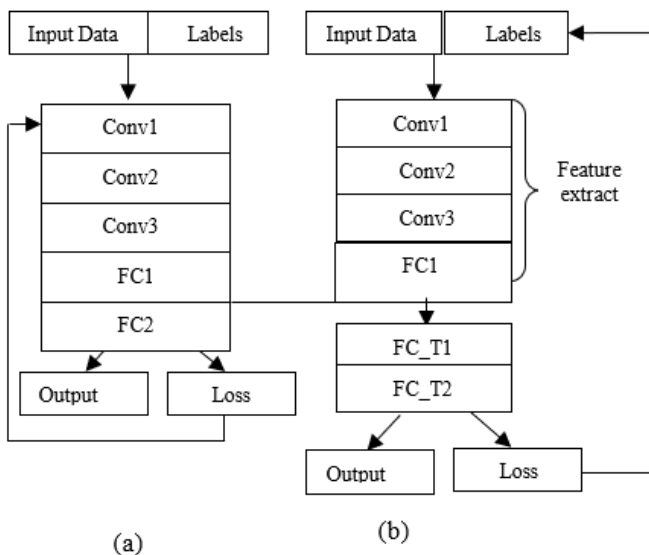 Input Data Labels
Conv1
Conv2
Conv3
FC1
FC2
Output Loss
(a)
Input Data Labels
Conv1
Conv2
Conv3
FC1
Feature
extract
FC_T1
FC_T2
Output Loss
(b)